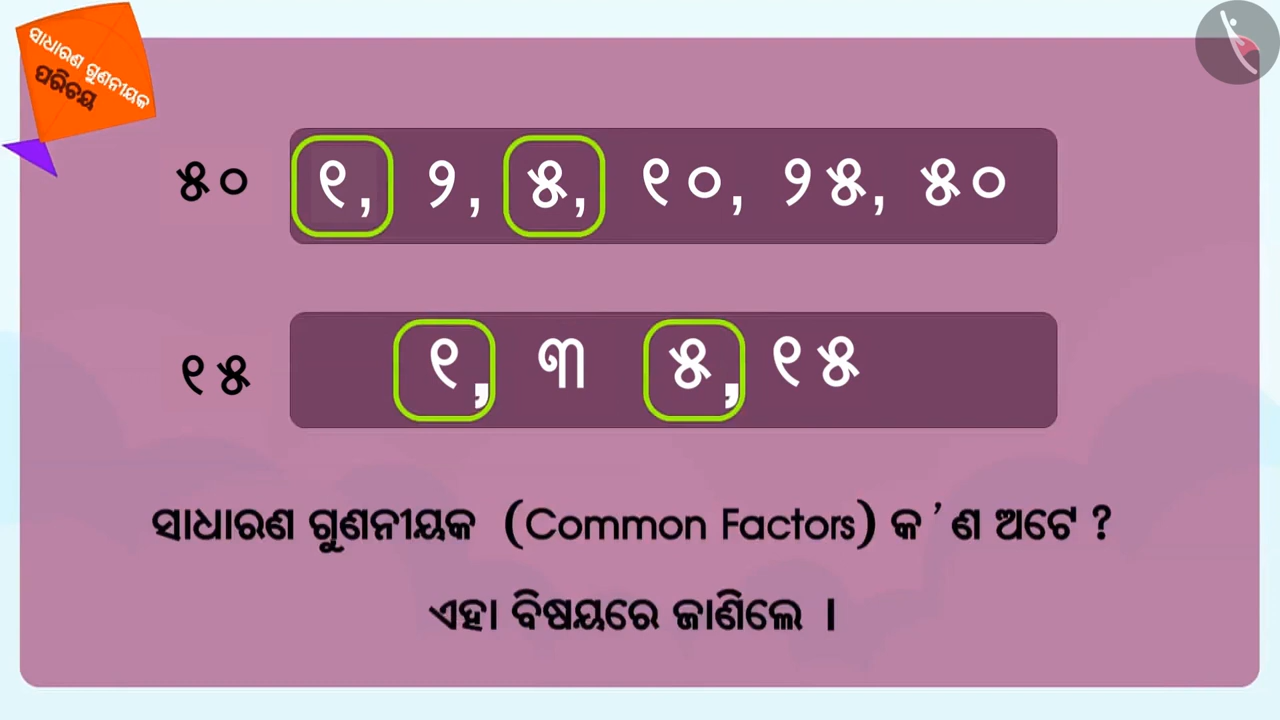 ସାଧାରଣ ଗୁଣନୀୟକ
ପରିଚୟ
୫୦ ୧, ୨, ୫, ୧୦, ୨୫, ୫୦
୧୫ ୧, ୩ ୫, ୧୫
ସାଧାରଣ ଗୁଣନୀୟକ (Common Factors) କ'ଣ ଅଟେ ?
ଏହା ବିଷୟରେ ଜାଣିଲେ ।